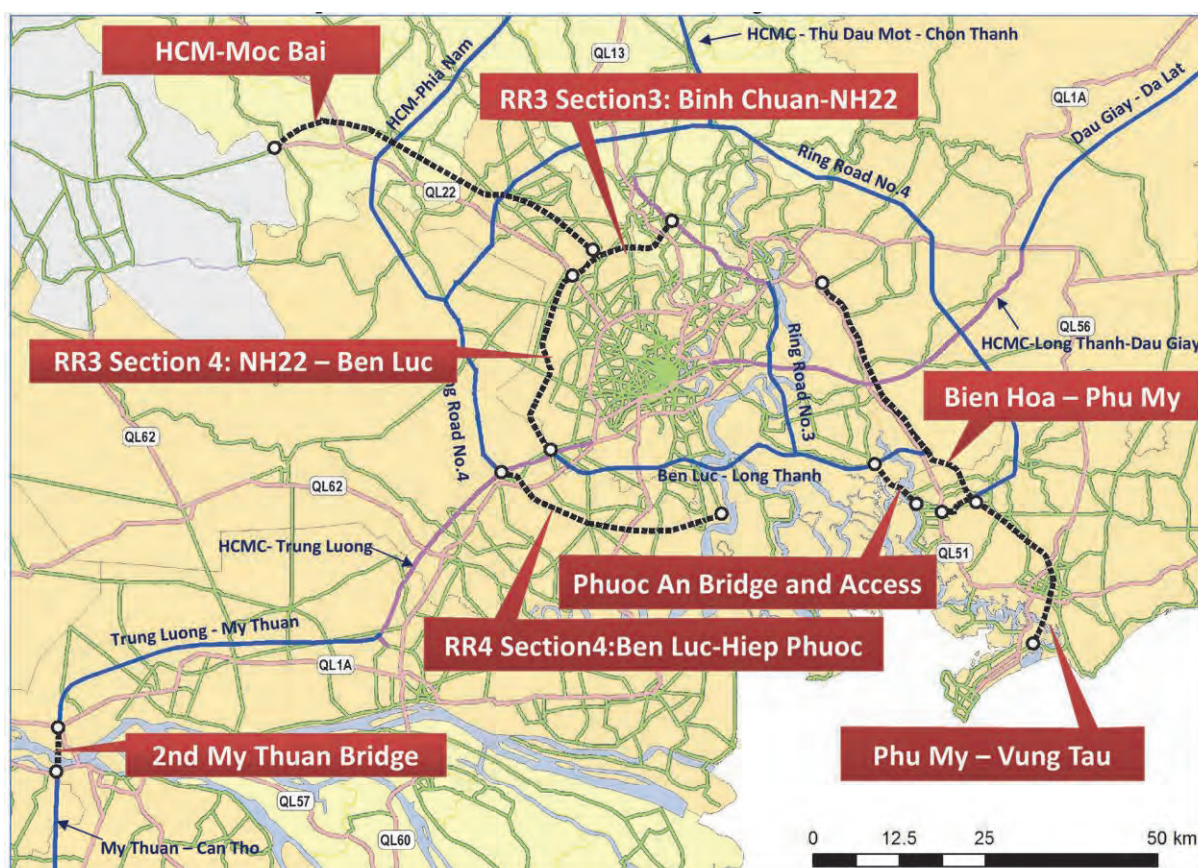 HCM-Moc Bai
QL13
HCMC - Thu Dau Mot - Chon Thanh
HCM-Phia Nam
RR3 Section3: Binh Chuan-NH22
QL1A
Dau Giay - Da Lat
Ring Road No.4
QL22
RR3 Section 4: NH22 – Ben Luc
Ring Road No.3
HCMC-Long Thanh-Dau Giay
QL56
Bien Hoa – Phu My
QL62
Road No.4
Ben Luc - Long Thanh
QL62
HCMC- Trung Luong
QL51
Phuoc An Bridge and Access
Trung Luong - My Thuan
RR4 Section4:Ben Luc-Hiep Phuoc
QL1A
2nd My Thuan Bridge
Phu My – Vung Tau
QL57
QL60
My Thuan – Can Tho
0 12.5 25 50 km